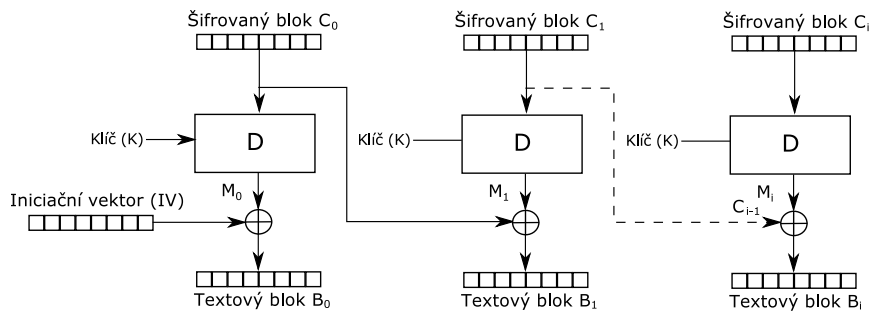 Šifrovaný blok C0
Šifrovaný blok C1
Šifrovaný blok Ci
Klíč (K)
D
Klíč (K)
D
Klíč (K)
D
M0
M1
Mi
Iniciační vektor (IV)
Ci-1
Textový blok B0
Textový blok B1
Textový blok Bi